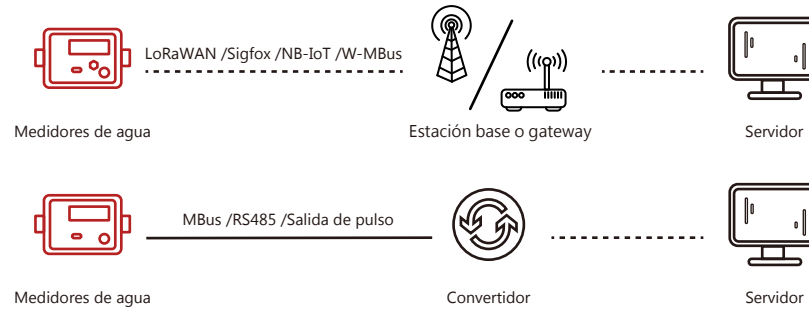 LoRaWAN /Sigfox /NB-IoT /W-MBus
Medidores de agua
Estación base o gateway
Servidor
MBus /RS485 /Salida de pulso
Medidores de agua
Convertidor
Servidor